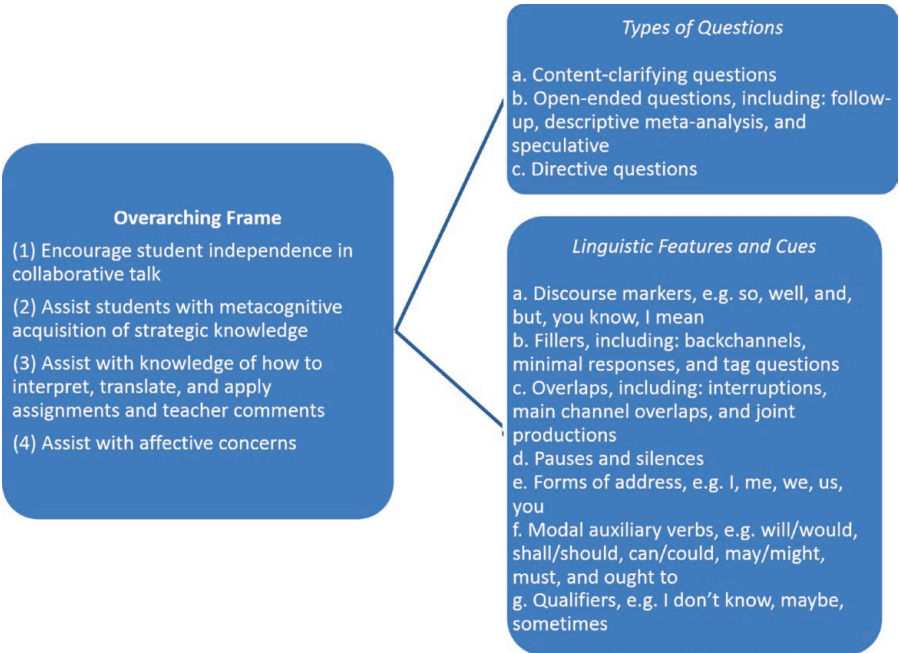 Overarching Frame
(1) Encourage student independence in
collaborative talk
(2) Assist students with metacognitive
acquisition of strategic knowledge
(3) Assist with knowledge of how to
interpret, translate, and apply
assignments and teacher comments
(4) Assist with affective concerns
Types of Questions
a. Content-clarifying questions
b. Open-ended questions, including: follow-
up, descriptive meta-analysis, and
speculative
c. Directive questions
Linguistic Features and Cues
a. Discourse markers, e.g. so, well, and,
but, you know, I mean
b. Fillers, including: backchannels,
minimal responses, and tag questions
c. Overlaps, including: interruptions,
main channel overlaps, and joint
productions
d. Pauses and silences
e. Forms of address, e.g. I, me, we, us,
you
f. Modal auxiliary verbs, e.g. will/would,
shall/should, can/could, may/might,
must, and ought to
g. Qualifiers, e.g. I don’t know, maybe,
sometimes